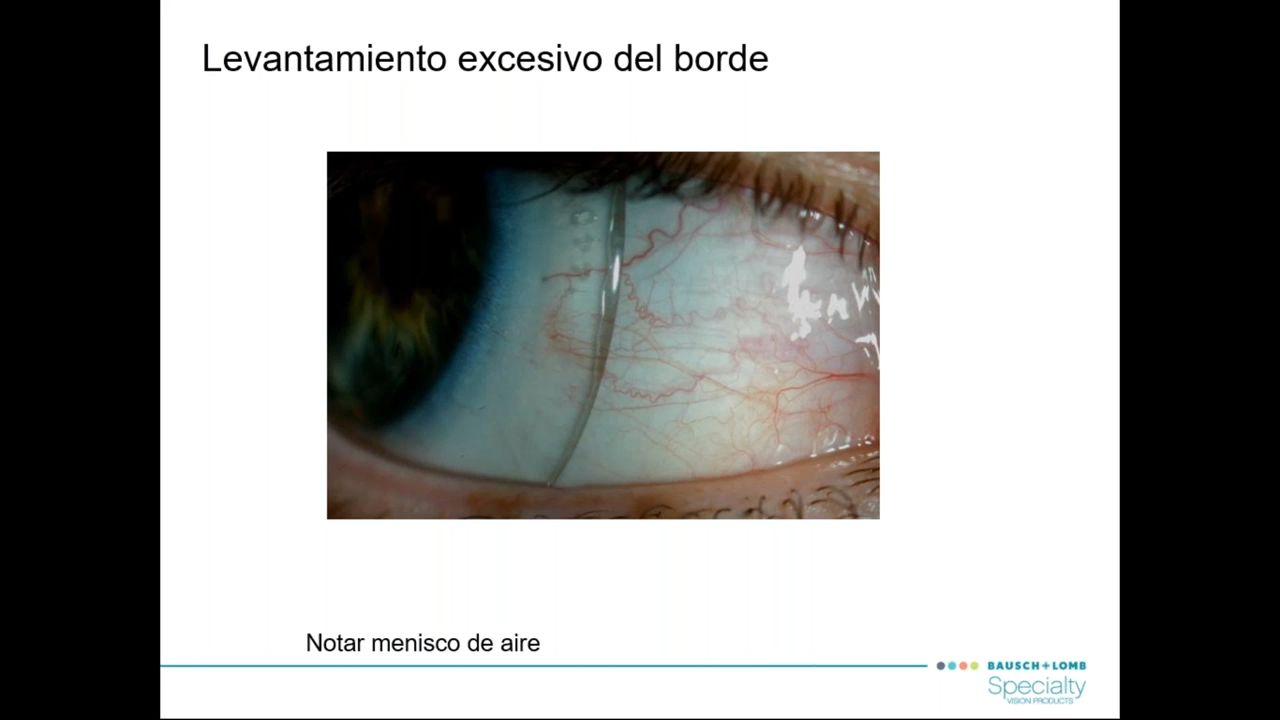 Levantamiento excesivo del borde
Notar menisco de aire
BAUSCH + LOMB
Specialty
VISION PRODUCTS